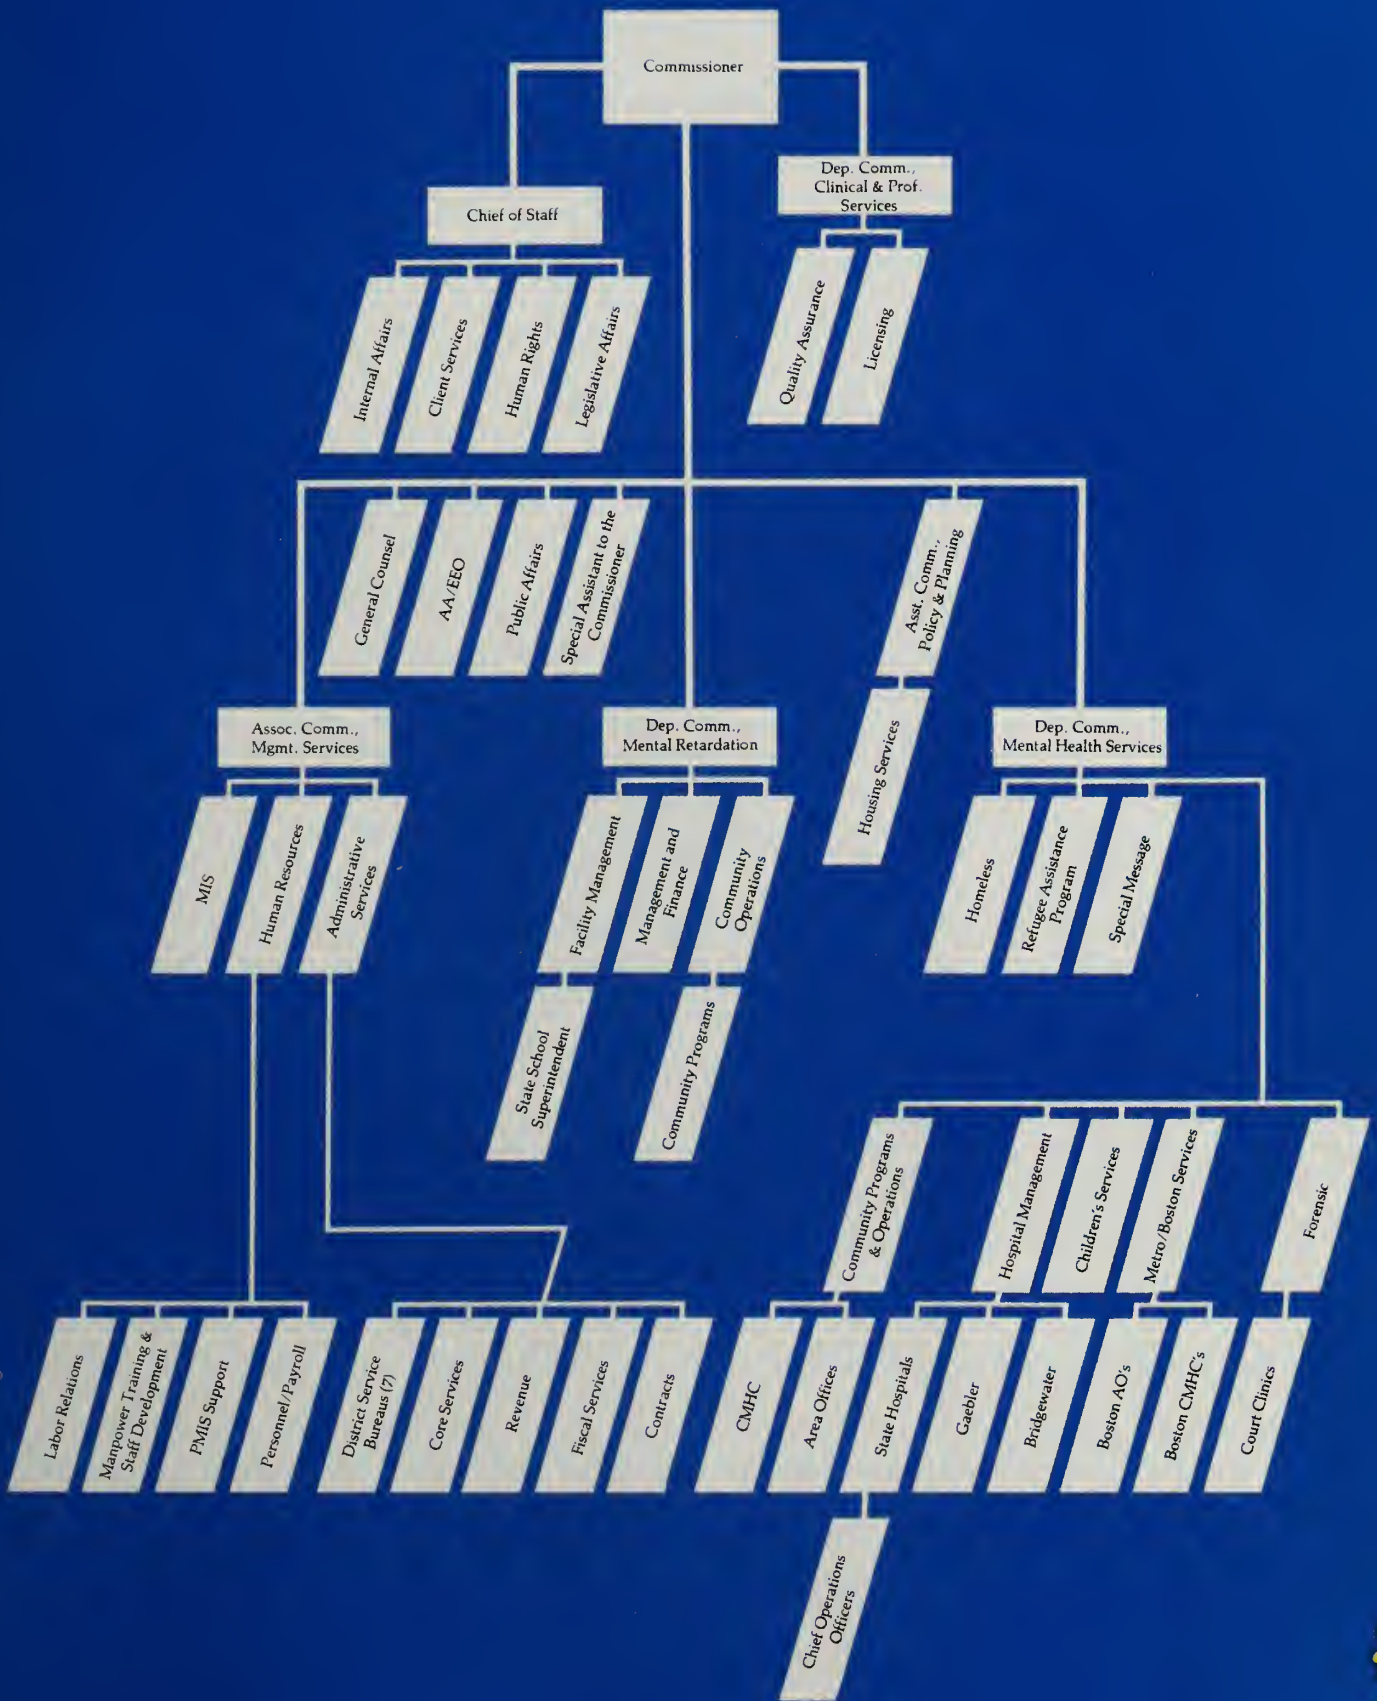 Commissioner
Dep. Comm.,
Clinical & Prof.
Services
Chief of Staff
Internal Affairs
Client Services
Human Rights
Legislative Affairs
Quality Assurance
Licensing
General Counsel
AA/EEO
Public Affairs
Special Assistant to the
Commissioner
Asst. Comm.,
Policy & Planning
Housing Services
Assoc. Comm.,
Mgmt. Services
Dep. Comm.,
Mental Retardation
Dep. Comm.,
Mental Health Services
MIS
Human Resources
Administrative
Services
Facility Management
Management and
Finance
Community
Operations
Homeless
Refugee Assistance
Program
Special Message
State School
Superintendent
Community Programs
Community Programs
& Operations
Hospital Management
Children's Services
Metro/Boston Services
Forensic
Labor Relations
Manpower Training &
Staff Development
PMIS Support
Personnel/Payroll
District Service
Bureaus (7)
Core Services
Revenue
Fiscal Services
Contracts
CMHC
Area Offices
State Hospitals
Gaebler
Bridgewater
Boston AO's
Boston CMHC's
Court Clinics
Chief Operations
Officers